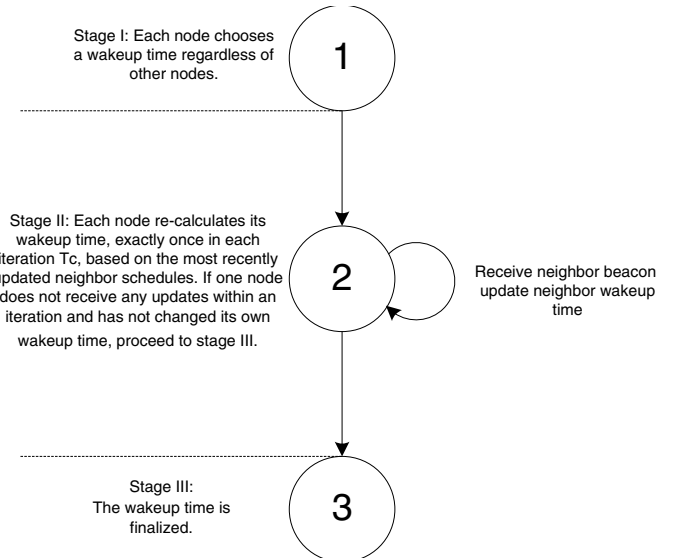 Stage I: Each node chooses
a wakeup time regardless of
other nodes.
1
Stage II: Each node re-calculates its
wakeup time, exactly once in each
iteration Tc, based on the most recently
updated neighbor schedules. If one node
does not receive any updates within an
iteration and has not changed its own
wakeup time, proceed to stage III.
2
Receive neighbor beacon
update neighbor wakeup
time
Stage III:
The wakeup time is
finalized.
3